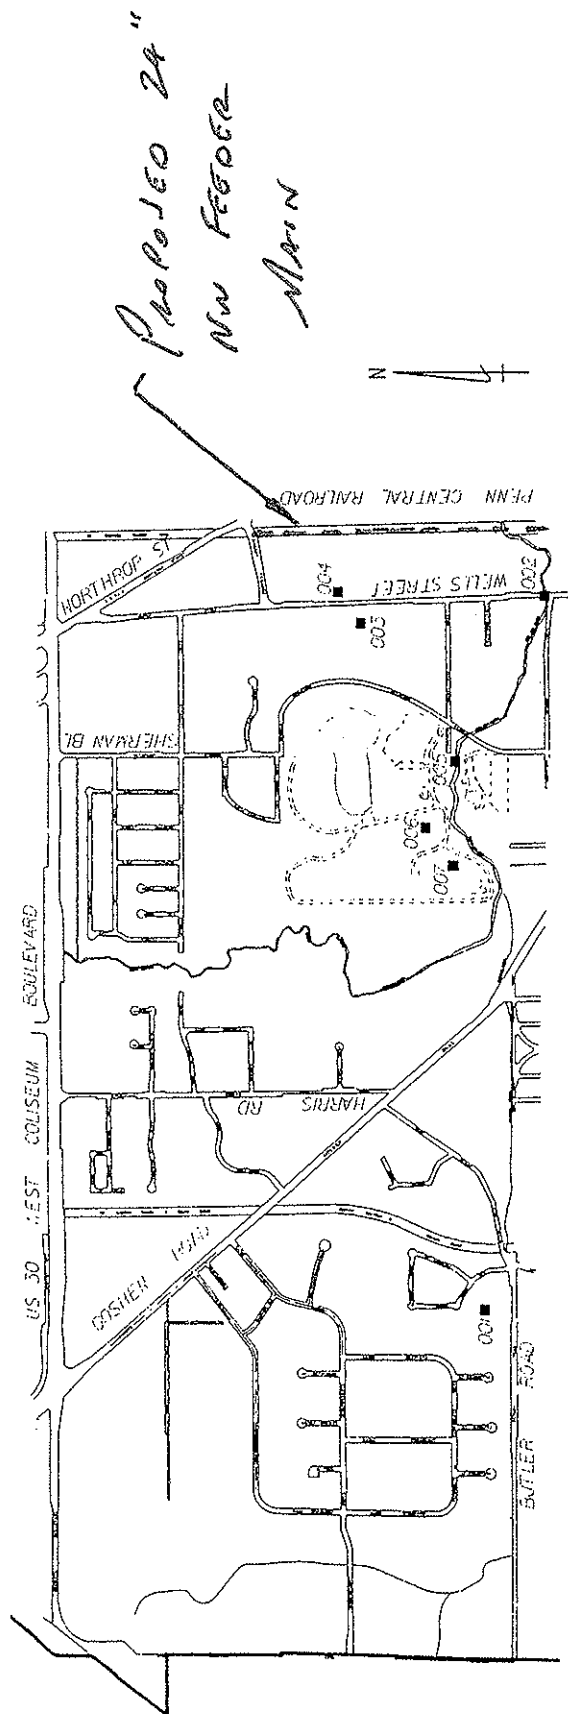 PROPOSED 24"
NW FEEDER
MAIN
N
PENN CENTRAL RAILROAD
NORTHROP ST
WELLS STREET
004
002
003
SHERMAN BL
005
006
007
US 30 WEST COLISEUM BOULEVARD
HARRIS RD
GOSHEN ROAD
001
BUTLER ROAD